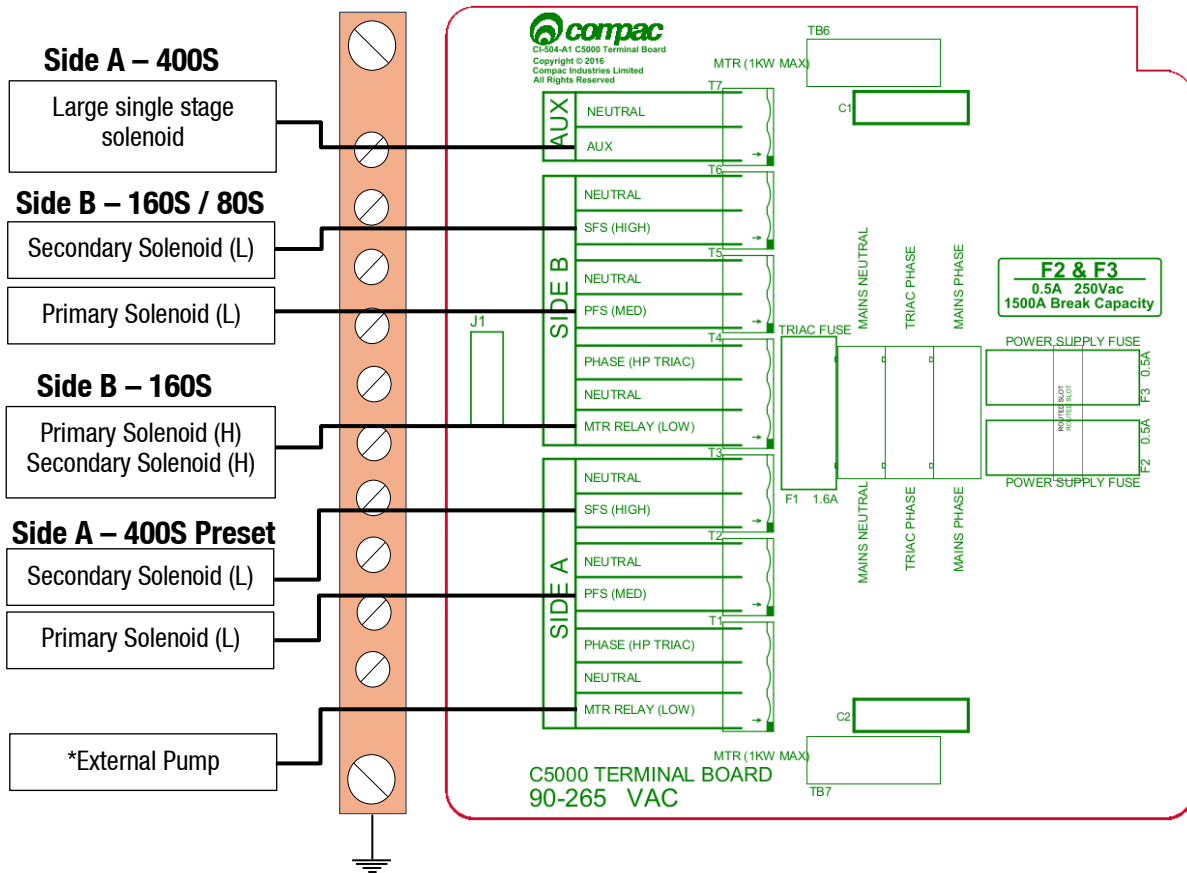 Side A – 400S
Large single stage
solenoid
Side B – 160S / 80S
Secondary Solenoid (L)
Primary Solenoid (L)
Side B – 160S
Primary Solenoid (H)
Secondary Solenoid (H)
Side A – 400S Preset
Secondary Solenoid (L)
Primary Solenoid (L)
*External Pump
compac
CI-504-A1 C5000 Terminal Board
Copyright © 2016
Compac Industries Limited
All Rights Reserved
TB6
MTR (1KW MAX)
C1
T7
AUX
NEUTRAL
AUX
T6
SIDE B
NEUTRAL
SFS (HIGH)
T5
NEUTRAL
PFS (MED)
T4
PHASE (HP TRIAC)
NEUTRAL
MTR RELAY (LOW)
J1
T3
SIDE A
NEUTRAL
SFS (HIGH)
T2
NEUTRAL
PFS (MED)
T1
PHASE (HP TRIAC)
NEUTRAL
MTR RELAY (LOW)
TRIAC FUSE
F1 1.6A
MAINS NEUTRAL
TRIAC PHASE
MAINS PHASE
MAINS NEUTRAL
TRIAC PHASE
MAINS PHASE
F2 & F3
0.5A 250Vac
1500A Break Capacity
POWER SUPPLY FUSE
F3 0.5A
ROUTED SLOT
ROUTED SLOT
F2 0.5A
POWER SUPPLY FUSE
C2
MTR (1KW MAX)
TB7
C5000 TERMINAL BOARD
90-265 VAC